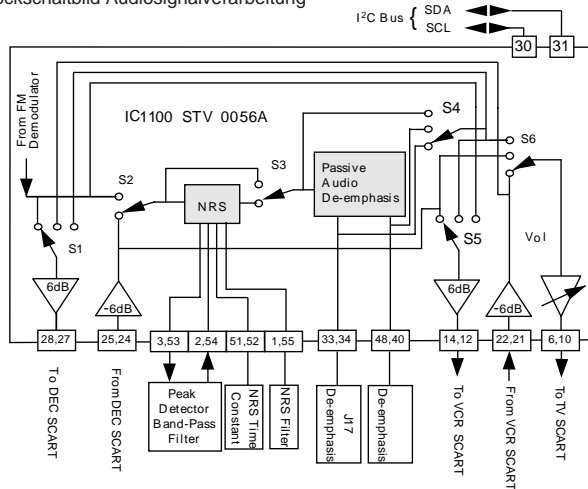 ockschaltbild Audiosignalverarbeitung
I²C Bus { SDA
SCL
30 31
From FM
Demodulator
IC1100 STV 0056A
S4
S6
S3
S2
Passive
Audio
De-emphasis
NRS
S1
S5
Vol
6dB
-6dB
6dB
-6dB
28,27 25,24 3,53 2,54 51,52 1,55 33,34 48,40 14,12 22,21 6,10
To DEC SCART
From DEC SCART
Peak
Detector
Band-Pass
Filter
NRS Time
Constant
NRS Filter
J17
De-emphasis
De-emphasis
To VCR SCART
From VCR SCART
To TV SCART